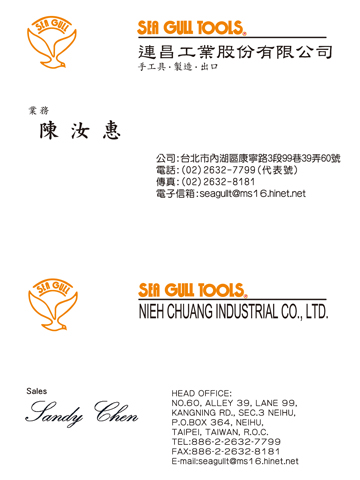 SEA GULL
SEA GULL TOOLS®
連昌工業股份有限公司
手工具·製造·出口
業務
陳汝惠
公司:台北市內湖區康寧路3段99巷39弄60號
電話:(02)2632-7799(代表號)
傳真:(02)2632-8181
電子信箱:seagullt@ms16.hinet.net
SEA GULL
SEA GULL TOOLS®
NIEH CHUANG INDUSTRIAL CO., LTD.
Sales
Sandy Chen
HEAD OFFICE:
NO.60, ALLEY 39, LANE 99,
KANGNING RD., SEC.3 NEIHU,
P.O.BOX 364, NEIHU,
TAIPEI, TAIWAN, R.O.C.
TEL:886-2-2632-7799
FAX:886-2-2632-8181
E-mail:seagullt@ms16.hinet.net